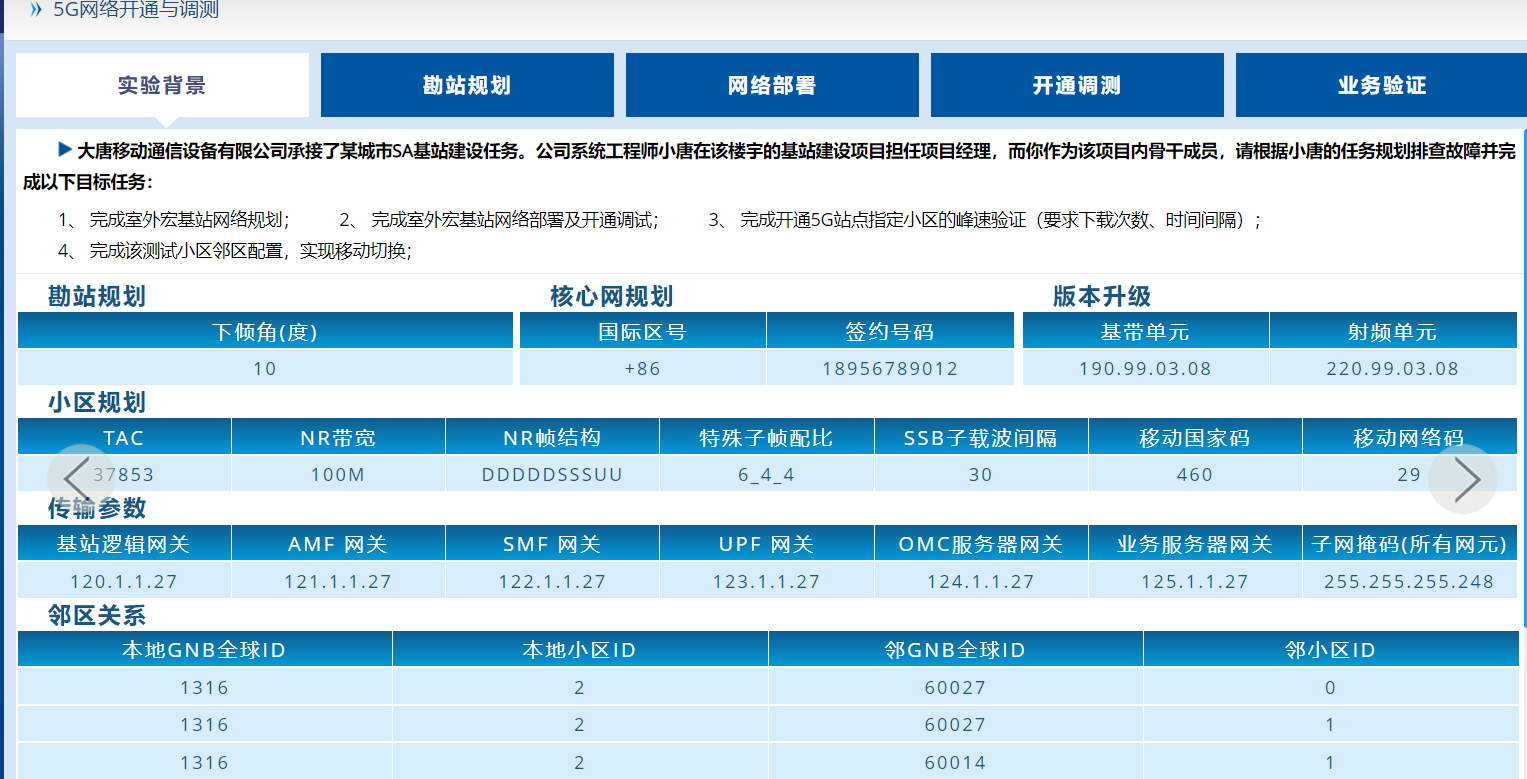 5G网络开通与调测
实验背景 勘站规划 网络部署 开通调测 业务验证
大唐移动通信设备有限公司承接了某城市SA基站建设任务。公司系统工程师小唐在该楼宇的基站建设项目担任项目经理，而你作为该项目内骨干成员，请根据小唐的任务规划排查故障并完
成以下目标任务：
1、 完成室外宏基站网络规划； 2、 完成室外宏基站网络部署及开通调试； 3、 完成开通5G站点指定小区的峰速验证（要求下载次数、时间间隔）；
4、 完成该测试小区邻区配置，实现移动切换；
勘站规划 核心网规划 版本升级
下倾角(度) 国际区号 签约号码 基带单元 射频单元
10 +86 18956789012 190.99.03.08 220.99.03.08
小区规划
TAC NR带宽 NR帧结构 特殊子帧配比 SSB子载波间隔 移动国家码 移动网络码
37853 100M DDDDDSSSUU 6_4_4 30 460 29
传输参数
基站逻辑网关 AMF 网关 SMF 网关 UPF 网关 OMC服务器网关 业务服务器网关 子网掩码(所有网元)
120.1.1.27 121.1.1.27 122.1.1.27 123.1.1.27 124.1.1.27 125.1.1.27 255.255.255.248
邻区关系
本地GNB全球ID 本地小区ID 邻GNB全球ID 邻小区ID
1316 2 60027 0
1316 2 60027 1
1316 2 60014 1